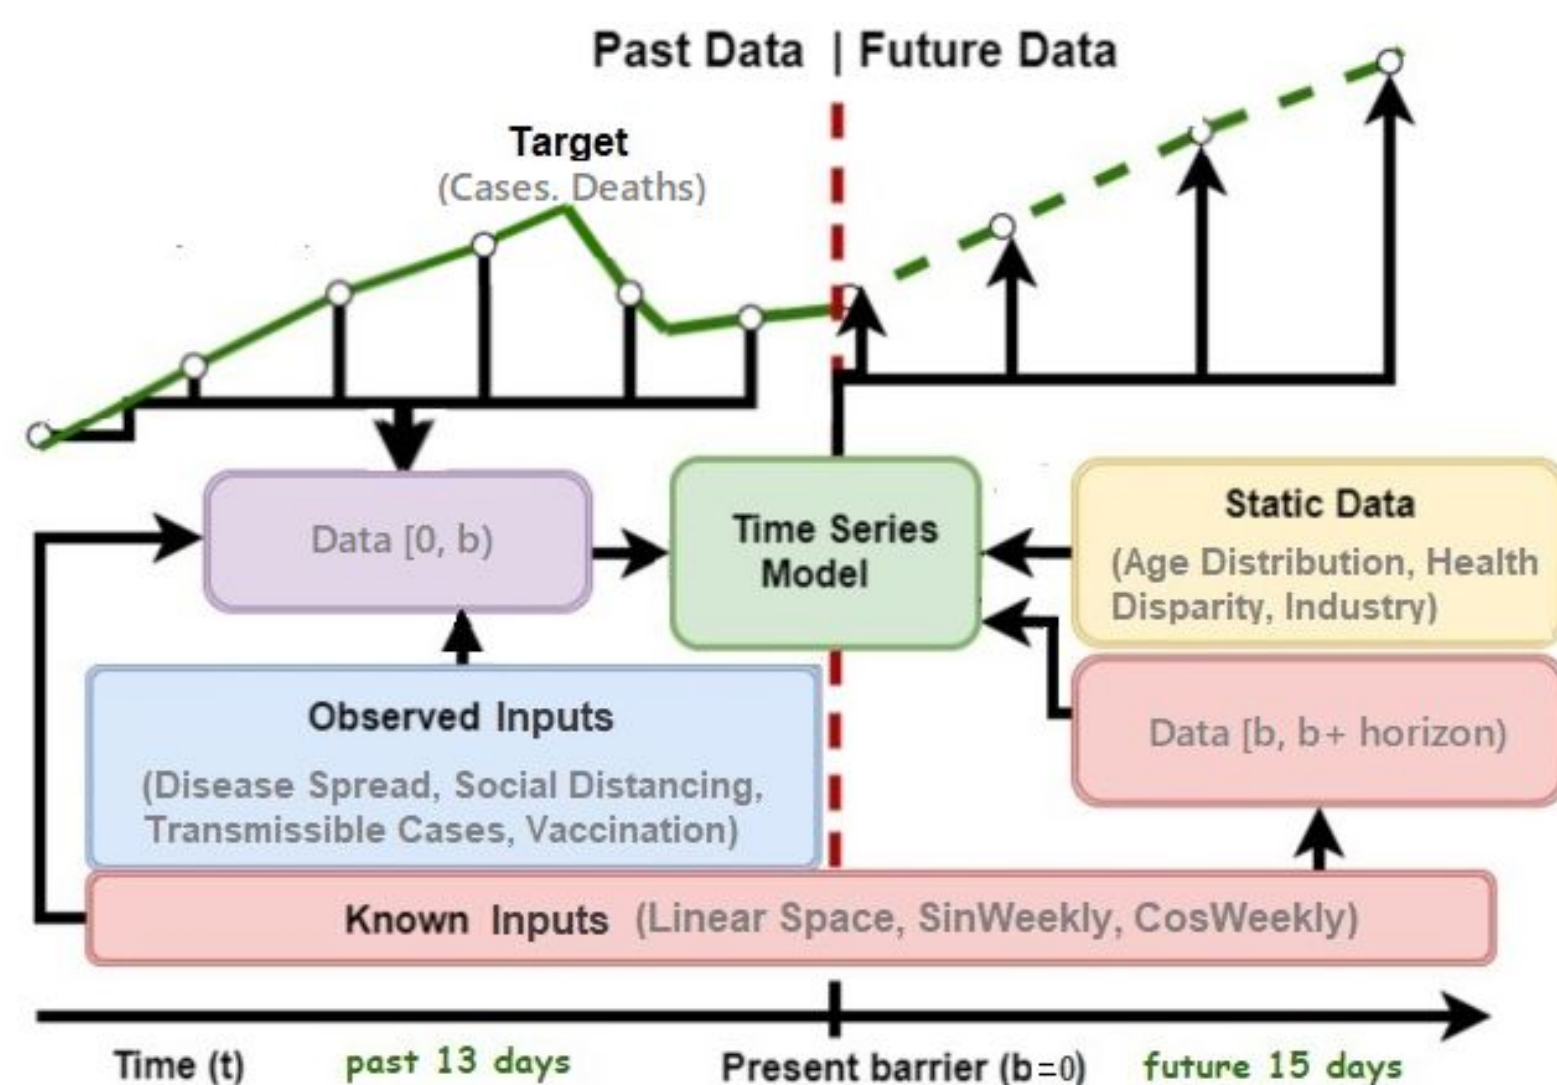 Past Data | Future Data
Target
(Cases. Deaths)
Data [0, b)
Time Series
Model
Static Data
(Age Distribution, Health
Disparity, Industry)
Observed Inputs
(Disease Spread, Social Distancing,
Transmissible Cases, Vaccination)
Data [b, b+ horizon)
Known Inputs (Linear Space, SinWeekly, CosWeekly)
Time (t) past 13 days Present barrier (b=0) future 15 days